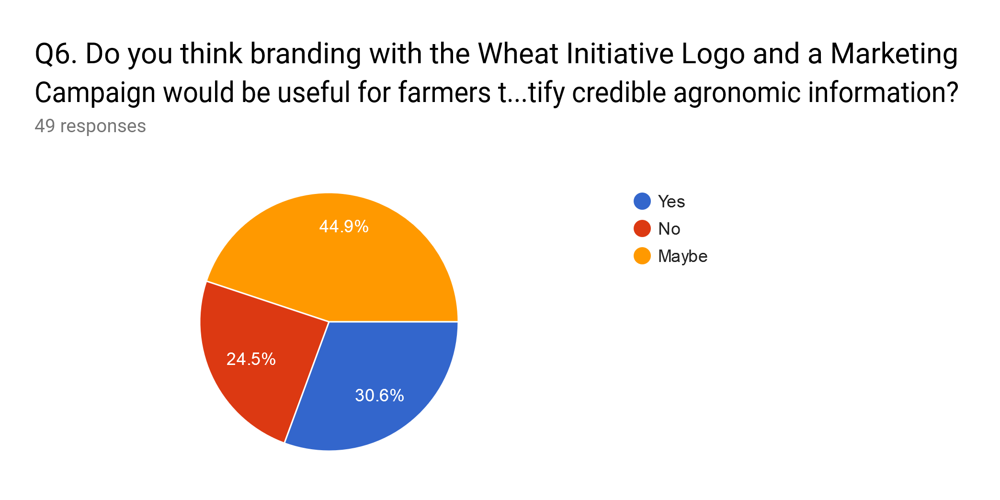 Q6. Do you think branding with the Wheat Initiative Logo and a Marketing
Campaign would be useful for farmers t...tify credible agronomic information?
49 responses
44.9%
24.5%
30.6%
Yes
No
Maybe